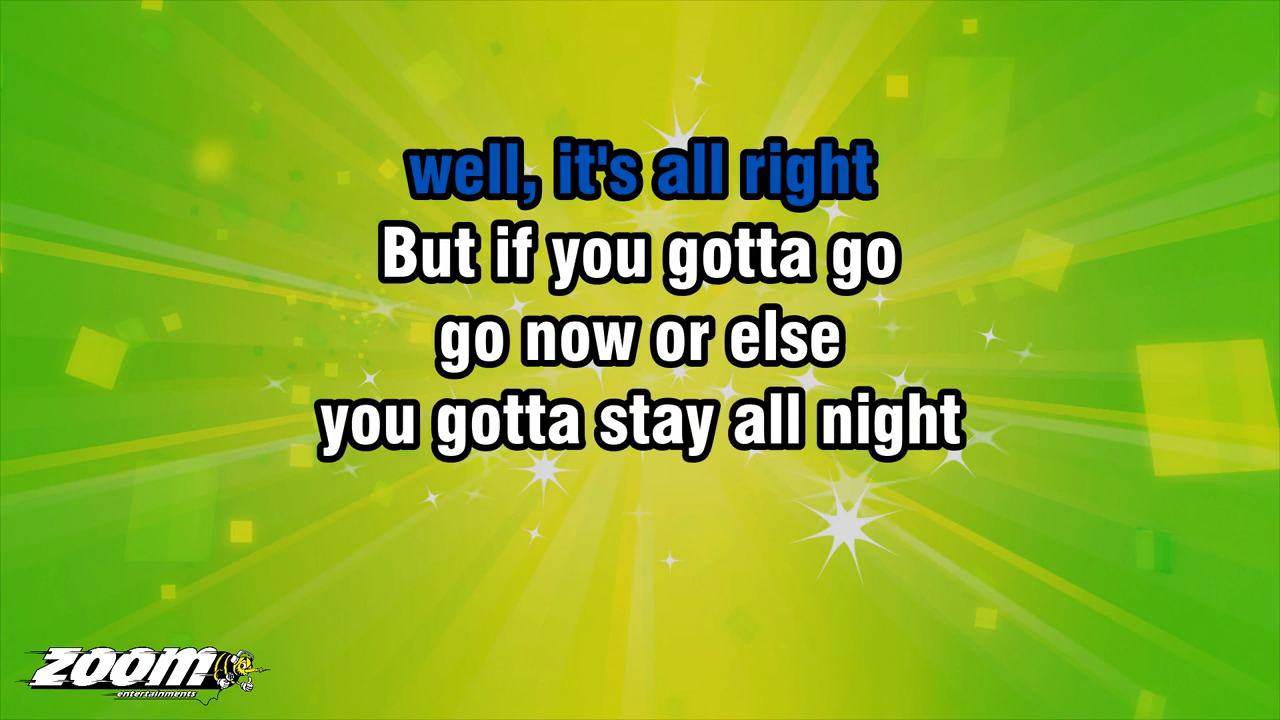 well, it's all right
But if you gotta go
go now or else
you gotta stay all night
zoom
entertainments